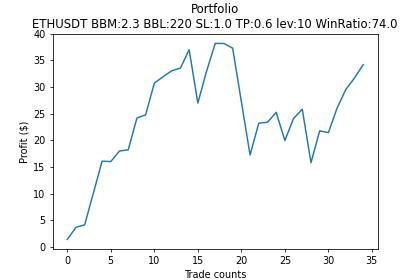 Portfolio
ETHUSDT BBM:2.3 BBL:220 SL:1.0 TP:0.6 lev:10 WinRatio:74.0
Profit ($)
40
35
30
25
20
15
10
5
0
0 5 10 15 20 25 30 35
Trade counts